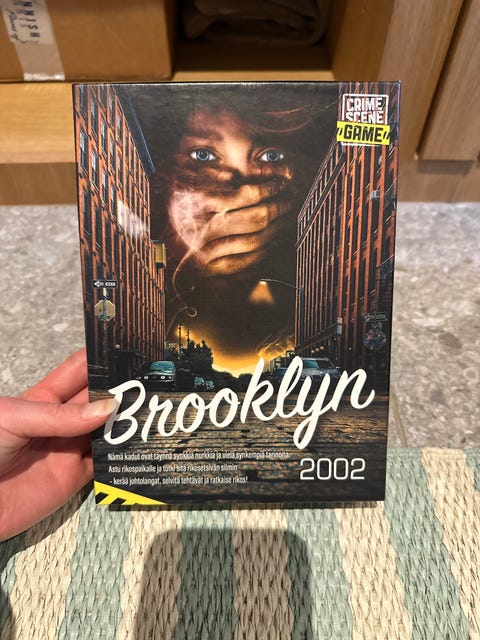 CRIME
SCENE
GAME
Brooklyn
Nämä kadut ovat täynnä synkkiä nurkkia ja vielä synkempiä tarinoita.
Astu rikospaikalle ja tutki sitä rikosetsivän silmin
- kerää johtolangat, selvitä tehtävät ja ratkaise rikos!
2002